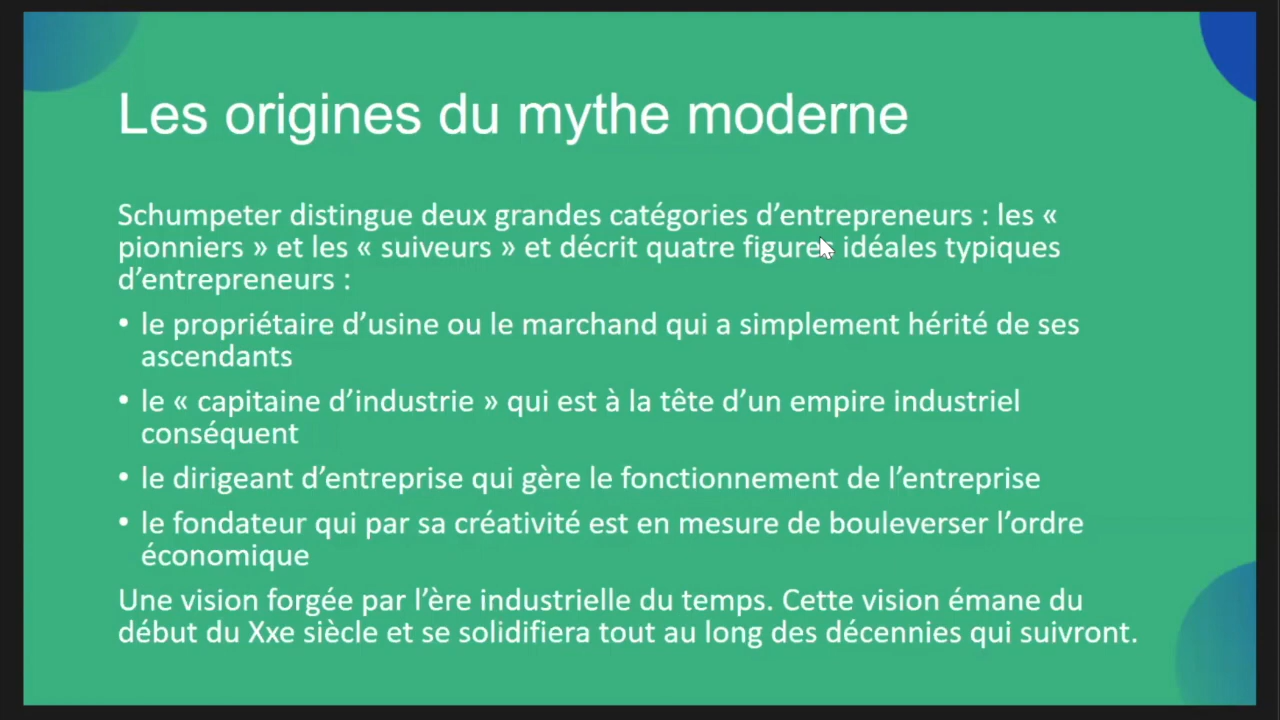 Les origines du mythe moderne
Schumpeter distingue deux grandes catégories d’entrepreneurs : les «
pionniers » et les « suiveurs » et décrit quatre figures idéales typiques
d’entrepreneurs :
• le propriétaire d’usine ou le marchand qui a simplement hérité de ses
ascendants
• le « capitaine d’industrie » qui est à la tête d’un empire industriel
conséquent
• le dirigeant d’entreprise qui gère le fonctionnement de l’entreprise
• le fondateur qui par sa créativité est en mesure de bouleverser l’ordre
économique
Une vision forgée par l’ère industrielle du temps. Cette vision émane du
début du Xxe siècle et se solidifiera tout au long des décennies qui suivront.